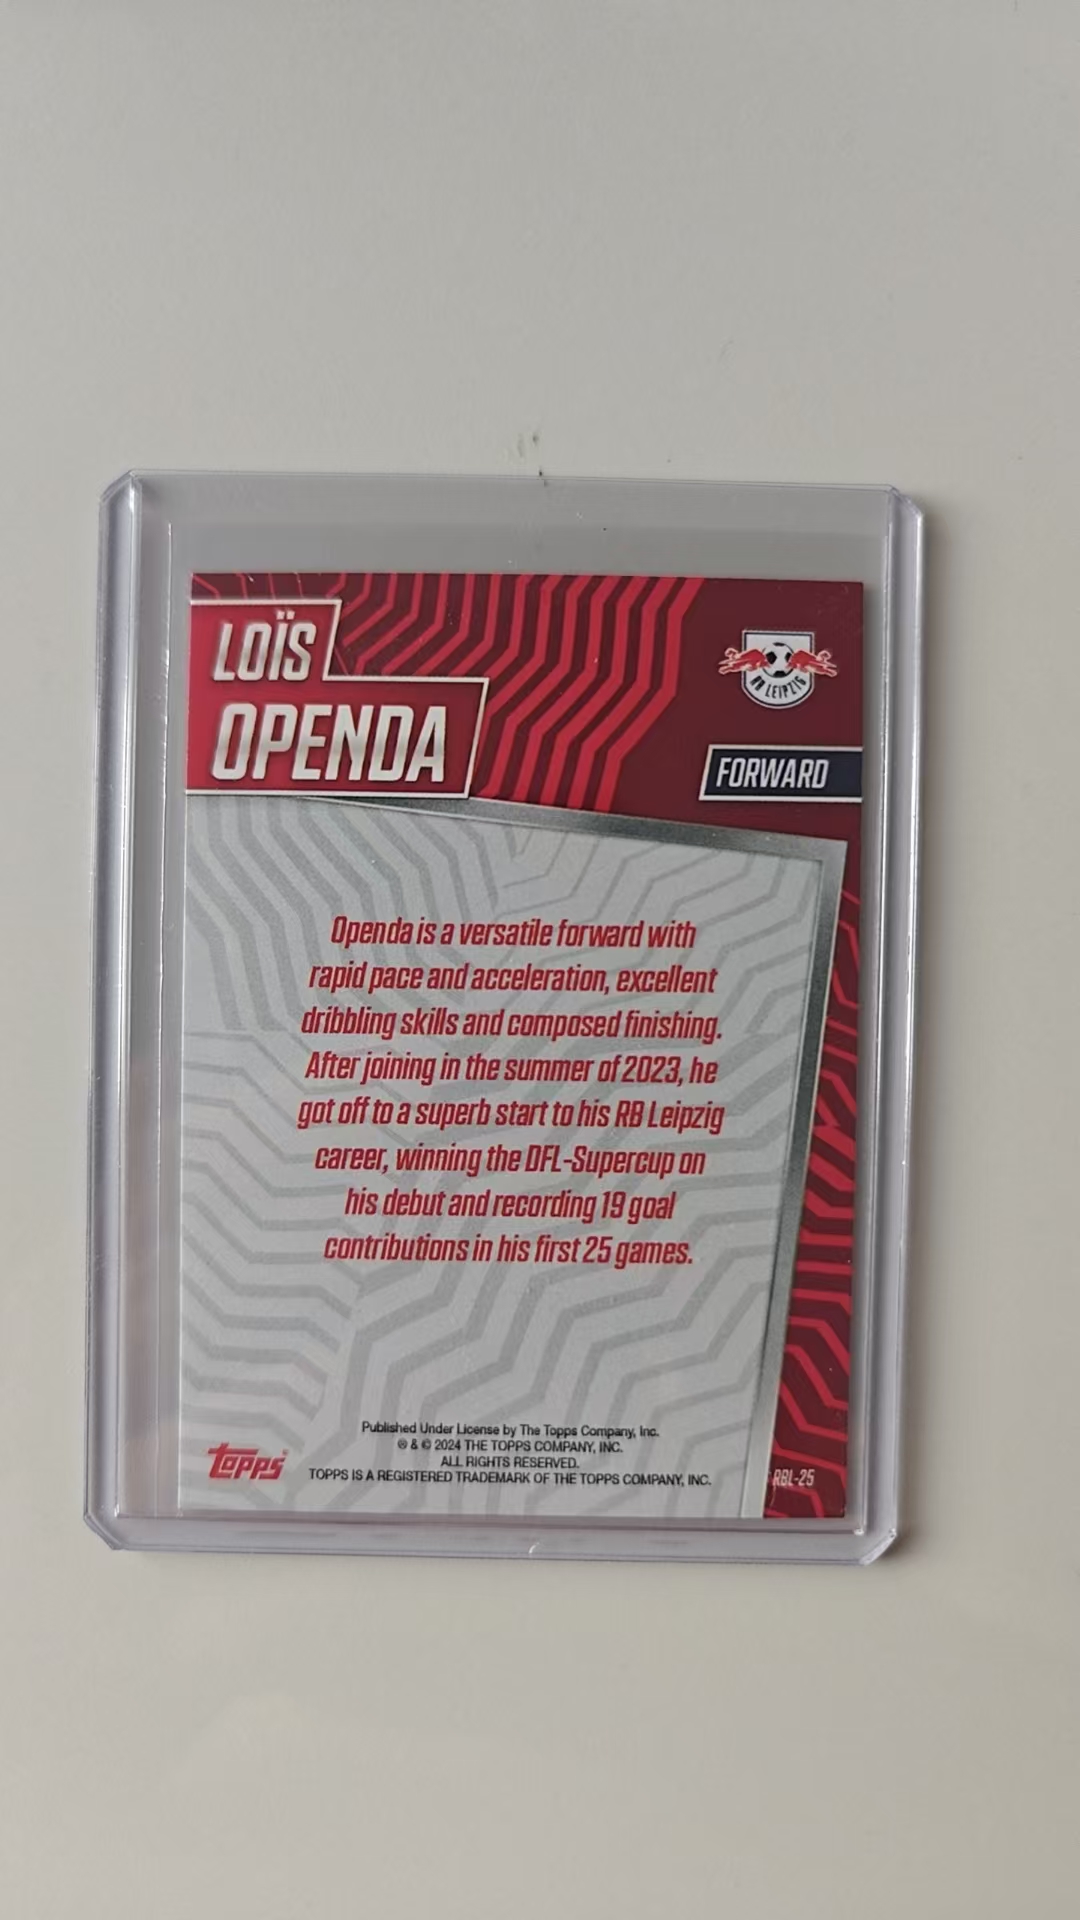 LOÏS
OPENDA
RB LEIPZIG
FORWARD
Openda is a versatile forward with
rapid pace and acceleration, excellent
dribbling skills and composed finishing.
After joining in the summer of 2023, he
got off to a superb start to his RB Leipzig
career, winning the DFL-Supercup on
his debut and recording 19 goal
contributions in his first 25 games.
Published Under License by The Topps Company, Inc.
® & © 2024 THE TOPPS COMPANY, INC.
ALL RIGHTS RESERVED.
TOPPS IS A REGISTERED TRADEMARK OF THE TOPPS COMPANY, INC.
topps®
RBL-25